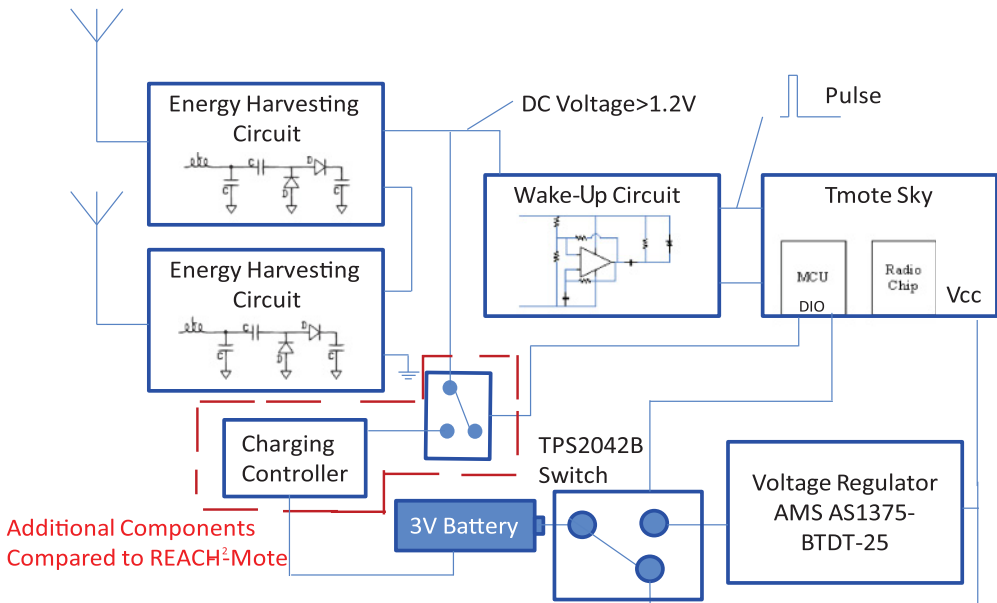 Energy Harvesting
Circuit
C
D
C
D
C
DC Voltage>1.2V
Pulse
Wake-Up Circuit
Tmote Sky
MCU
DIO
Radio
Chip
Vcc
Energy Harvesting
Circuit
C
D
C
D
C
Charging
Controller
TPS2042B
Switch
3V Battery
Voltage Regulator
AMS AS1375-
BTDT-25
Additional Components
Compared to REACH²-Mote